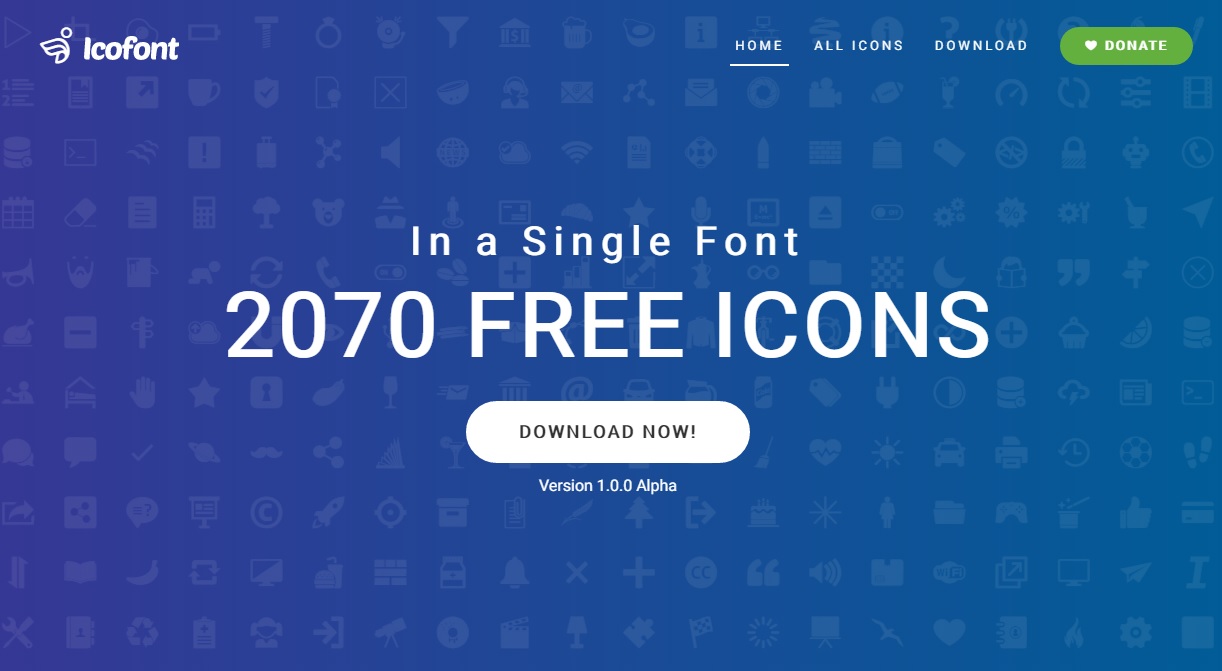 Icofont
HOME
ALL ICONS
DOWNLOAD
DONATE
In a Single Font
2070 FREE ICONS
DOWNLOAD NOW!
Version 1.0.0 Alpha